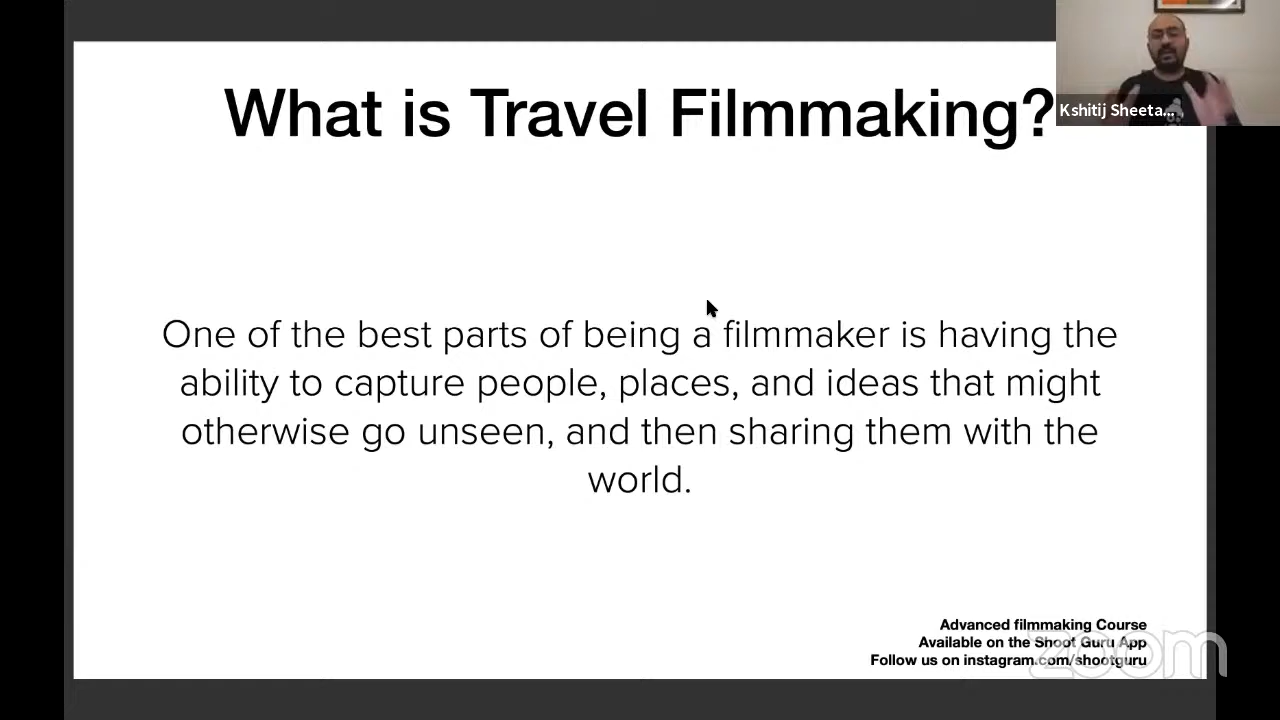 What is Travel Filmmaking?
Kshitij Sheeta...
One of the best parts of being a filmmaker is having the
ability to capture people, places, and ideas that might
otherwise go unseen, and then sharing them with the
world.
Advanced filmmaking Course
Available on the Shoot Guru App
Follow us on instagram.com/shootguru
zoom